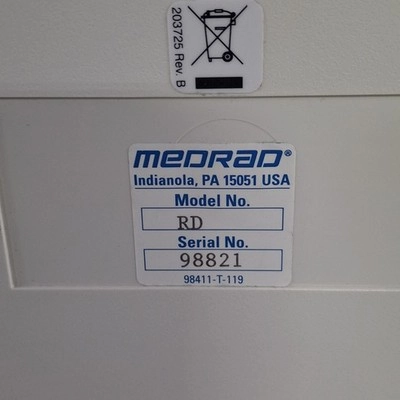 203725 Rev. B
MEDRAD®
Indianola, PA 15051 USA
Model No.
RD
Serial No.
98821
98411-T-119